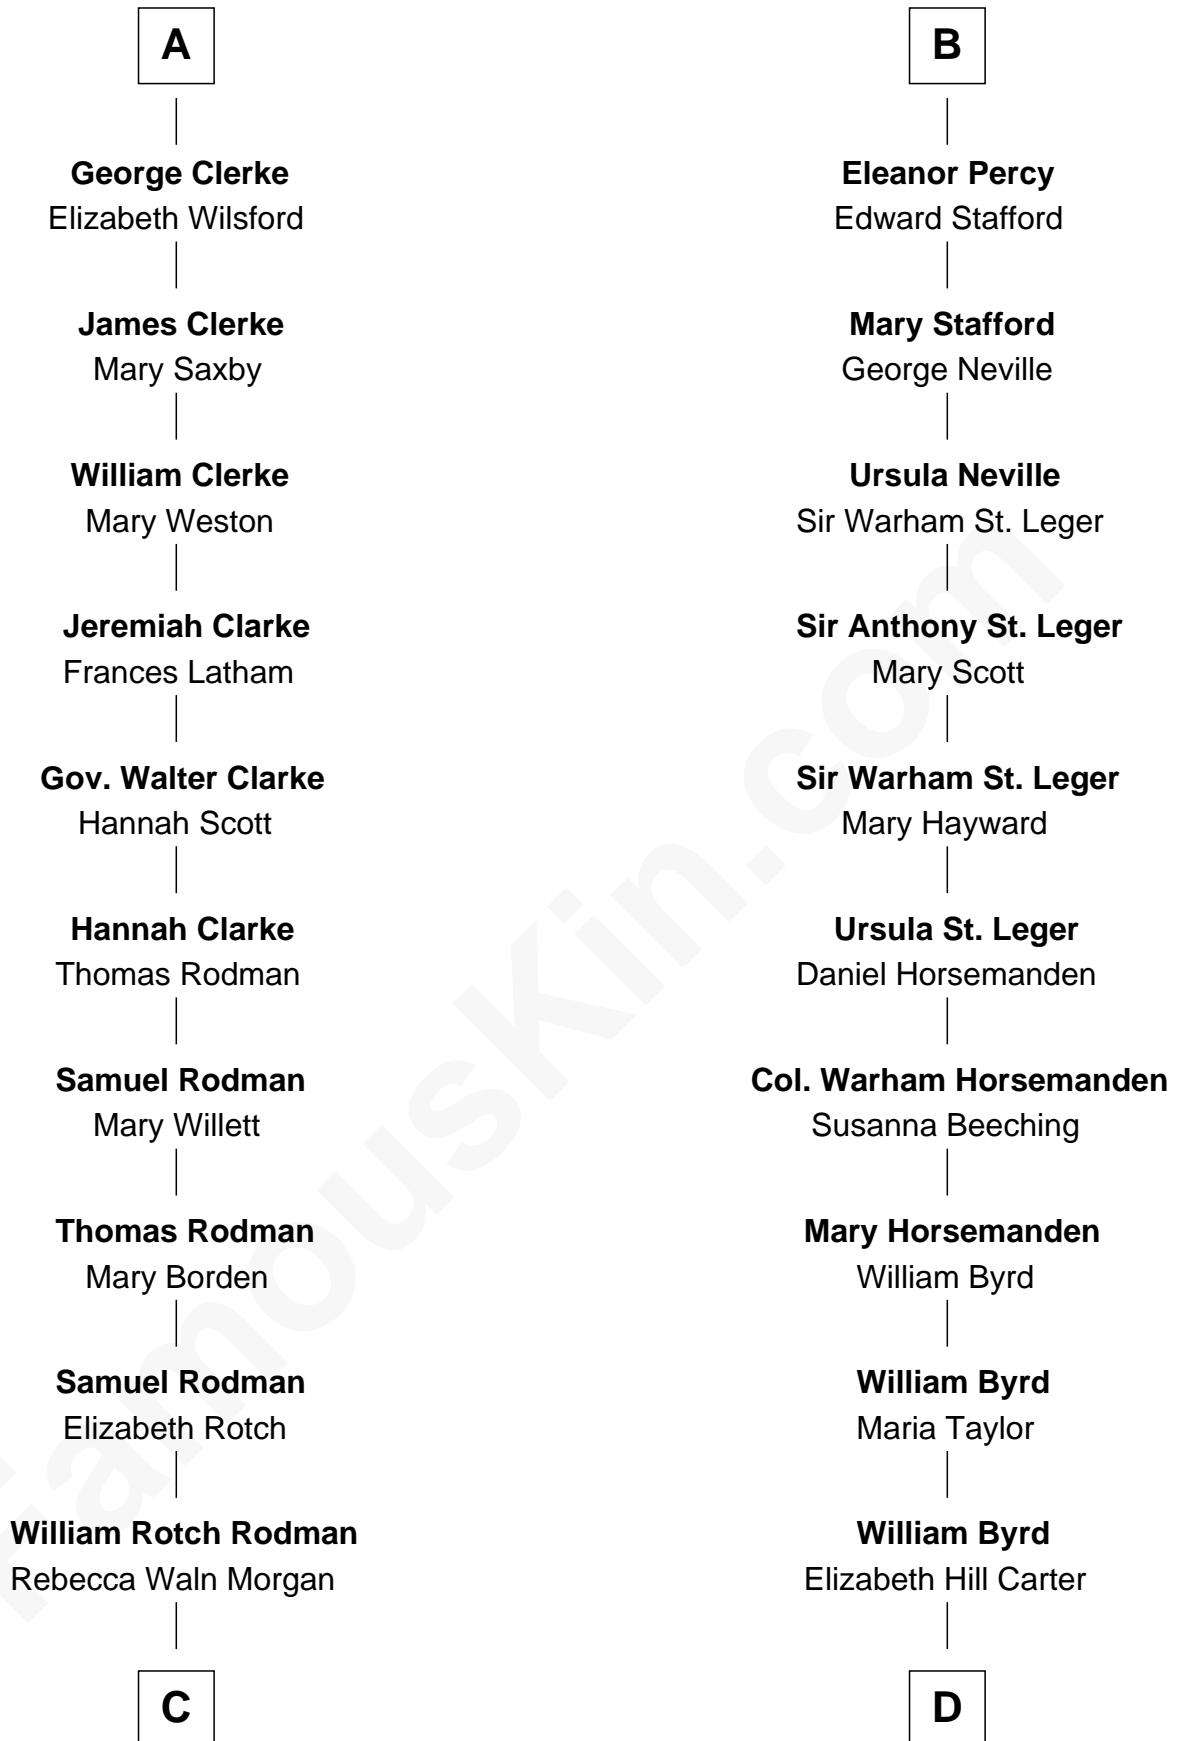 A
George Clerke
Elizabeth Wilsford
James Clerke
Mary Saxby
William Clerke
Mary Weston
Jeremiah Clarke
Frances Latham
Gov. Walter Clarke
Hannah Scott
Hannah Clarke
Thomas Rodman
Samuel Rodman
Mary Willett
Thomas Rodman
Mary Borden
Samuel Rodman
Elizabeth Rotch
William Rotch Rodman
Rebecca Waln Morgan
C
B
Eleanor Percy
Edward Stafford
Mary Stafford
George Neville
Ursula Neville
Sir Warham St. Leger
Sir Anthony St. Leger
Mary Scott
Sir Warham St. Leger
Mary Hayward
Ursula St. Leger
Daniel Horsemanden
Col. Warham Horsemanden
Susanna Beeching
Mary Horsemanden
William Byrd
William Byrd
Maria Taylor
William Byrd
Elizabeth Hill Carter
D
FamousKin.com